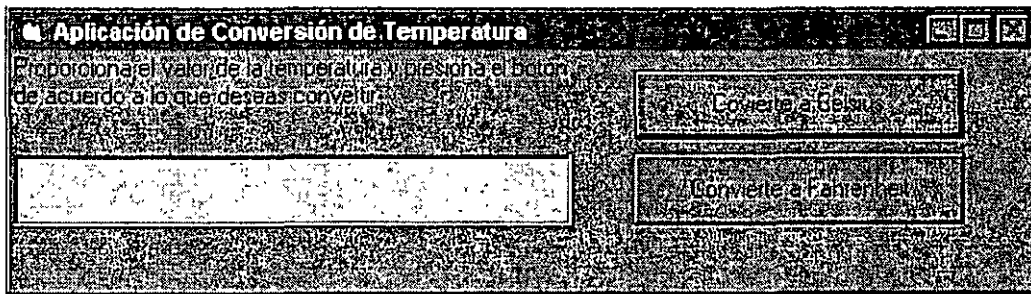 Aplicación de Conversión de Temperatura
Proporciona el valor de la temperatura y presiona el boton
de acuerdo a lo que deseas convertir.
Covierte a Celsius
Convierte a Fahrenheit